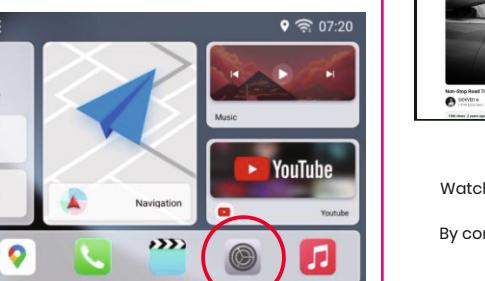 07:20
Music
YouTube
Navigation
Youtube
Non-Stop Road T
Watch
By con